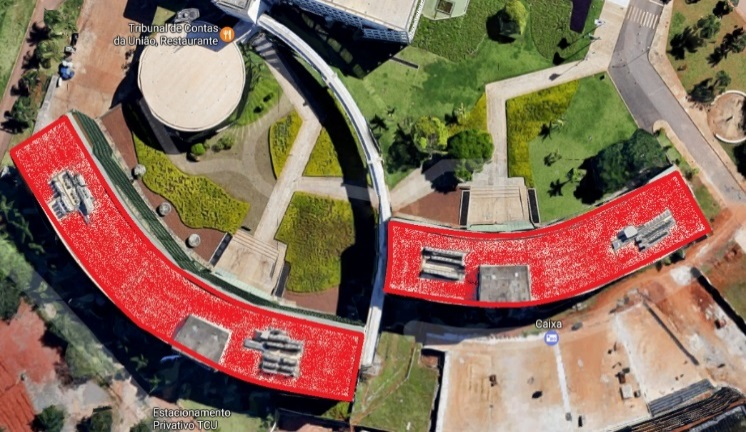 Tribunal de Contas
da União, Restaurante
Caixa
Estacionamento
Privativo TCU